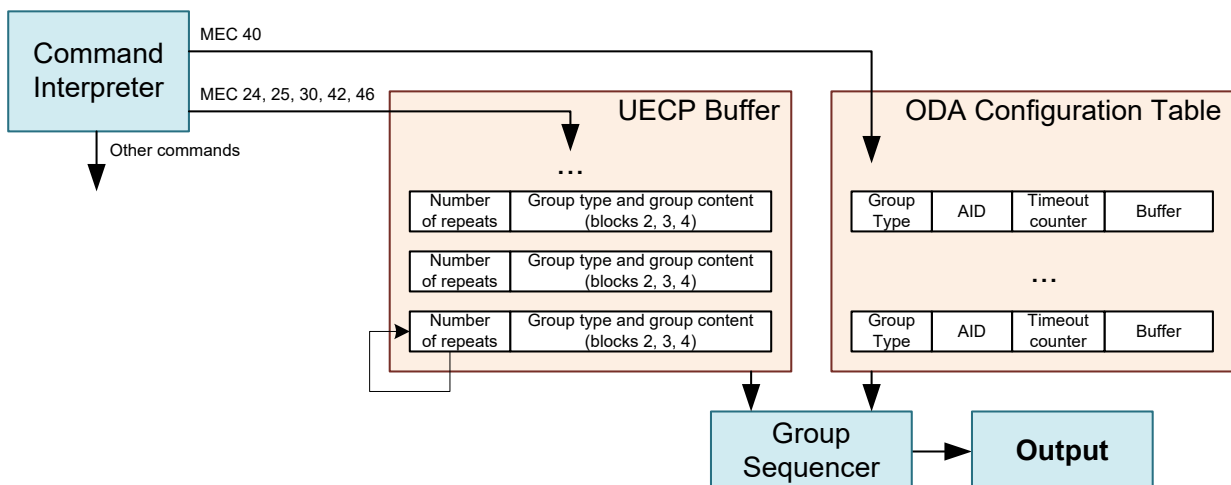 Command
Interpreter
MEC 40
MEC 24, 25, 30, 42, 46
Other commands
UECP Buffer
...
Number
of repeats
Group type and group content
(blocks 2, 3, 4)
Number
of repeats
Group type and group content
(blocks 2, 3, 4)
Number
of repeats
Group type and group content
(blocks 2, 3, 4)
ODA Configuration Table
Group
Type
AID
Timeout
counter
Buffer
...
Group
Type
AID
Timeout
counter
Buffer
Group
Sequencer
Output